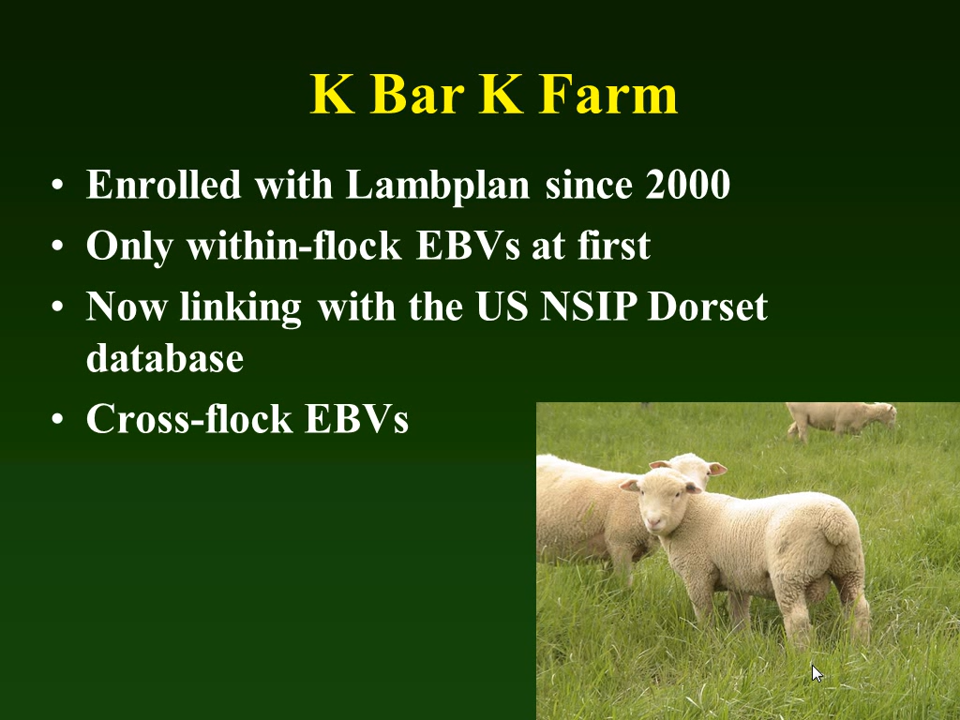 K Bar K Farm
• Enrolled with Lambplan since 2000
• Only within-flock EBVs at first
• Now linking with the US NSIP Dorset
database
• Cross-flock EBVs